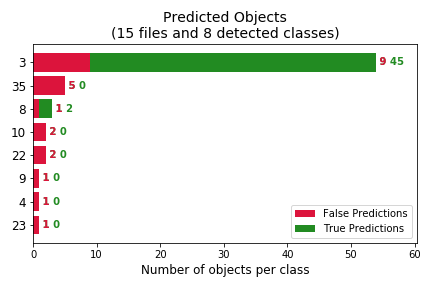 Predicted Objects
(15 files and 8 detected classes)
3 9 45
35 5 0
8 1 2
10 2 0
22 2 0
9 1 0
4 1 0
23 1 0
False Predictions
True Predictions
0 10 20 30 40 50 60
Number of objects per class